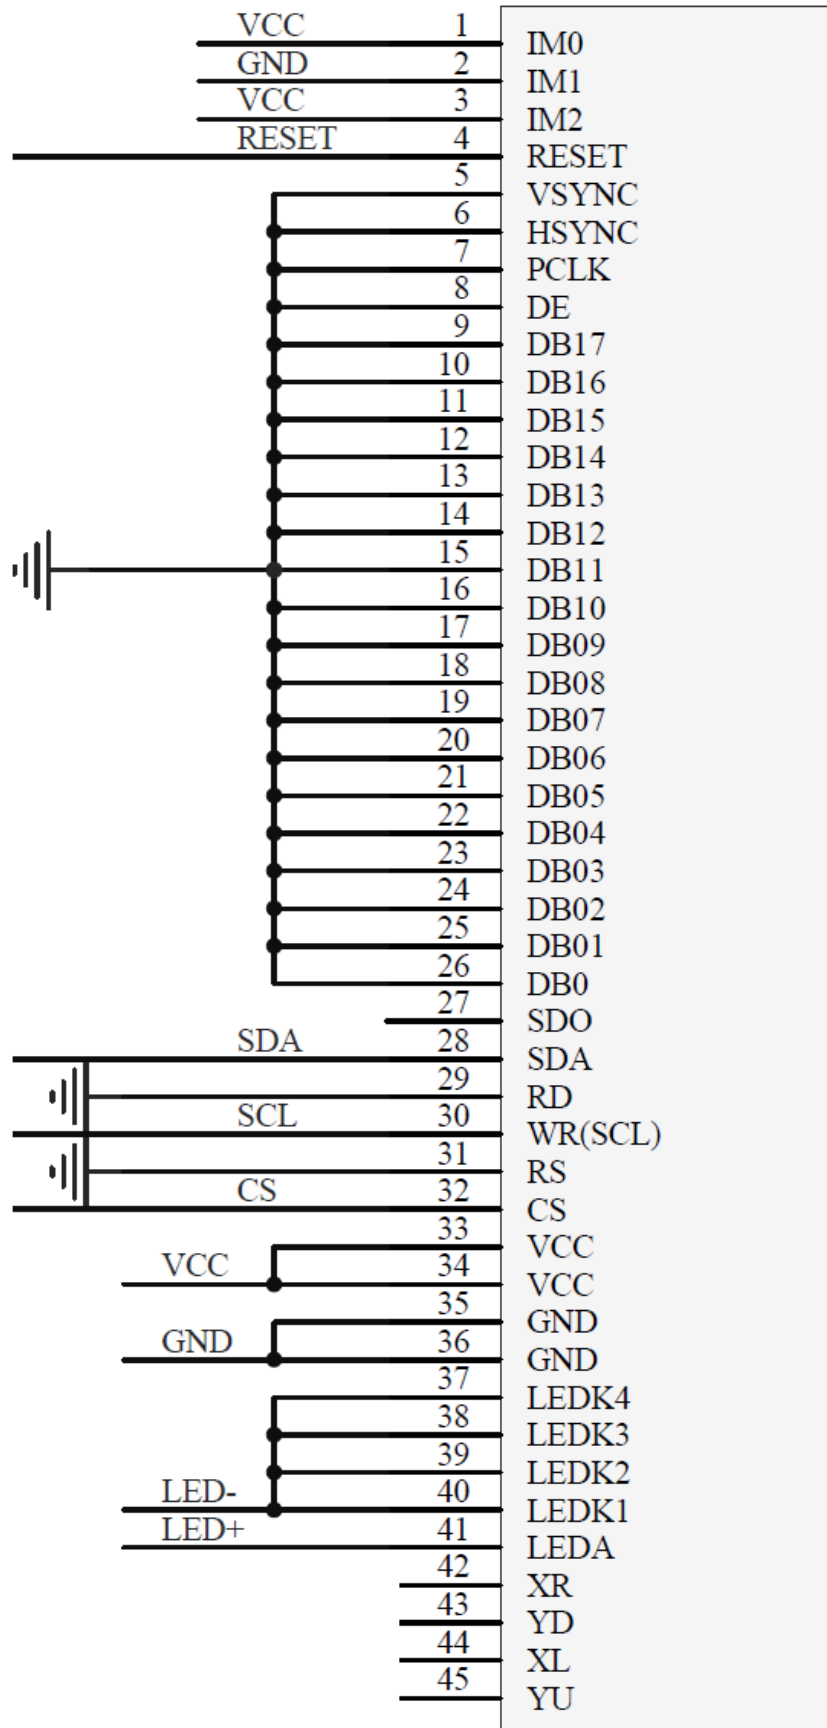 VCC 1 IM0
GND 2 IM1
VCC 3 IM2
RESET 4 RESET
5 VSYNC
6 HSYNC
7 PCLK
8 DE
9 DB17
10 DB16
11 DB15
12 DB14
13 DB13
14 DB12
15 DB11
16 DB10
17 DB09
18 DB08
19 DB07
20 DB06
21 DB05
22 DB04
23 DB03
24 DB02
25 DB01
26 DB0
27 SDO
SDA 28 SDA
29 RD
SCL 30 WR(SCL)
31 RS
CS 32 CS
33 VCC
VCC 34 VCC
35 GND
GND 36 GND
37 LEDK4
38 LEDK3
39 LEDK2
LED- 40 LEDK1
LED+ 41 LEDA
42 XR
43 YD
44 XL
45 YU